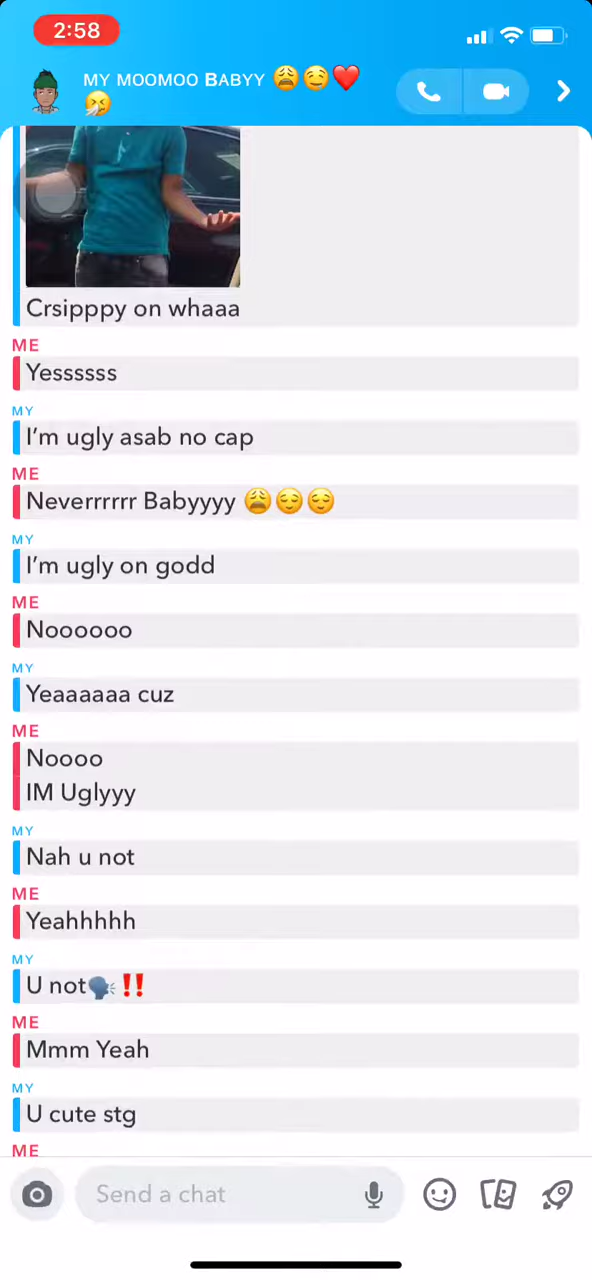 2:58
MY MOOMOO BABYY 😩🤤❤️
🤧
Crsipppy on whaaa
ME
Yessssss
MY
I'm ugly asab no cap
ME
Neverrrrrr Babyyyy 😩😌😌
MY
I'm ugly on godd
ME
Noooooo
MY
Yeaaaaaa cuz
ME
Noooo
IM Uglyyy
MY
Nah u not
ME
Yeahhhhh
MY
U not🗣️‼️
ME
Mmm Yeah
MY
U cute stg
ME
Send a chat